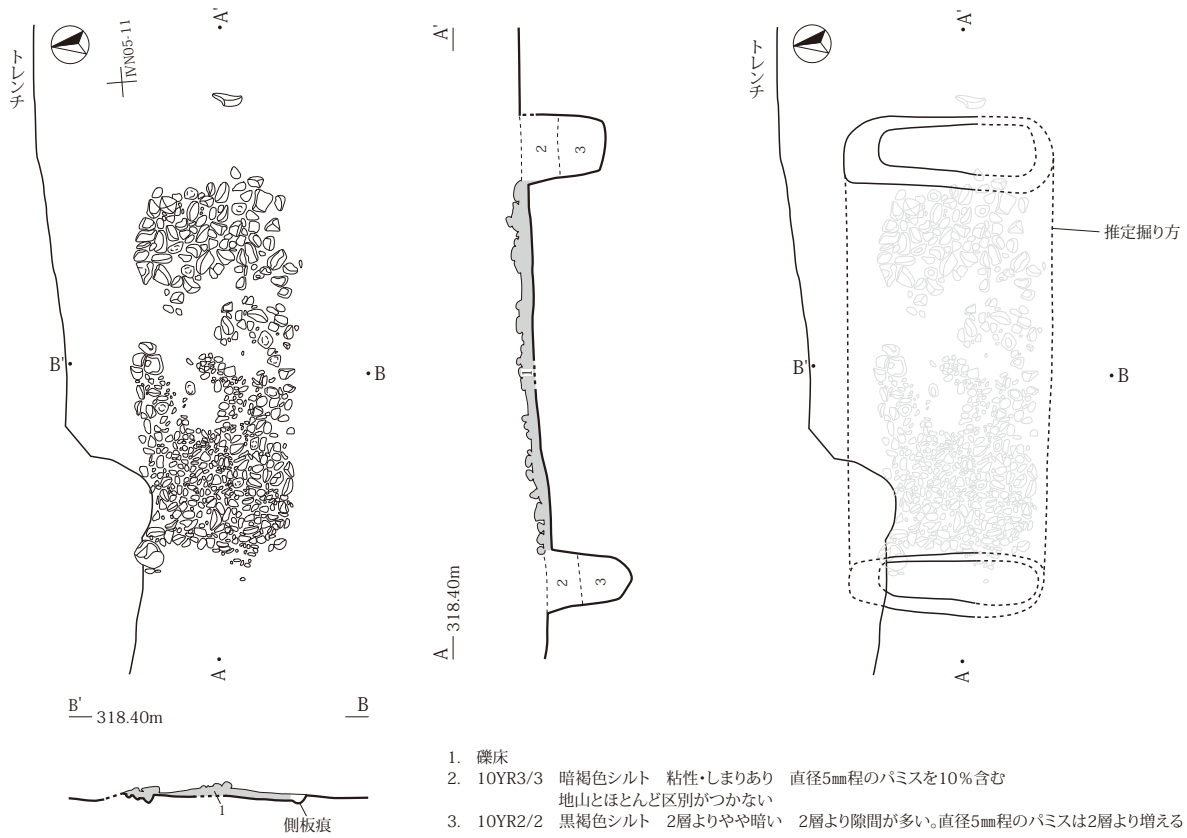 A'
トレンチ
ⅣN05-11
B'
B
A
A'
2
3
1
2
3
A 318.40m
A'
トレンチ
推定掘り方
B'
B
A
B' 318.40m B
1
側板痕
1. 礫床
2. 10YR3/3 暗褐色シルト 粘性・しまりあり 直径5㎜程のパミスを10%含む
地山とほとんど区別がつかない
3. 10YR2/2 黒褐色シルト 2層よりやや暗い 2層より隙間が多い。直径5㎜程のパミスは2層より増える